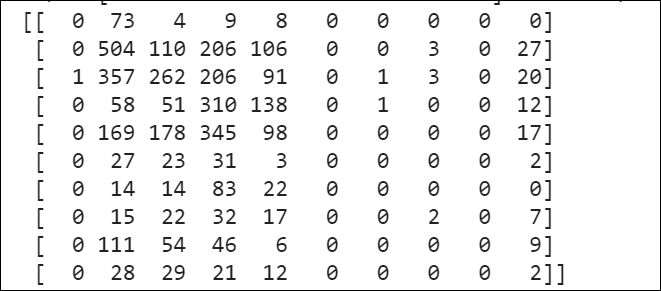 [[  0  73   4   9   8   0   0   0   0   0]
[  0 504 110 206 106   0   0   3   0  27]
[  1 357 262 206  91   0   1   3   0  20]
[  0  58  51 310 138   0   1   0   0  12]
[  0 169 178 345  98   0   0   0   0  17]
[  0  27  23  31   3   0   0   0   0   2]
[  0  14  14  83  22   0   0   0   0   0]
[  0  15  22  32  17   0   0   2   0   7]
[  0 111  54  46   6   0   0   0   0   9]
[  0  28  29  21  12   0   0   0   0   2]]